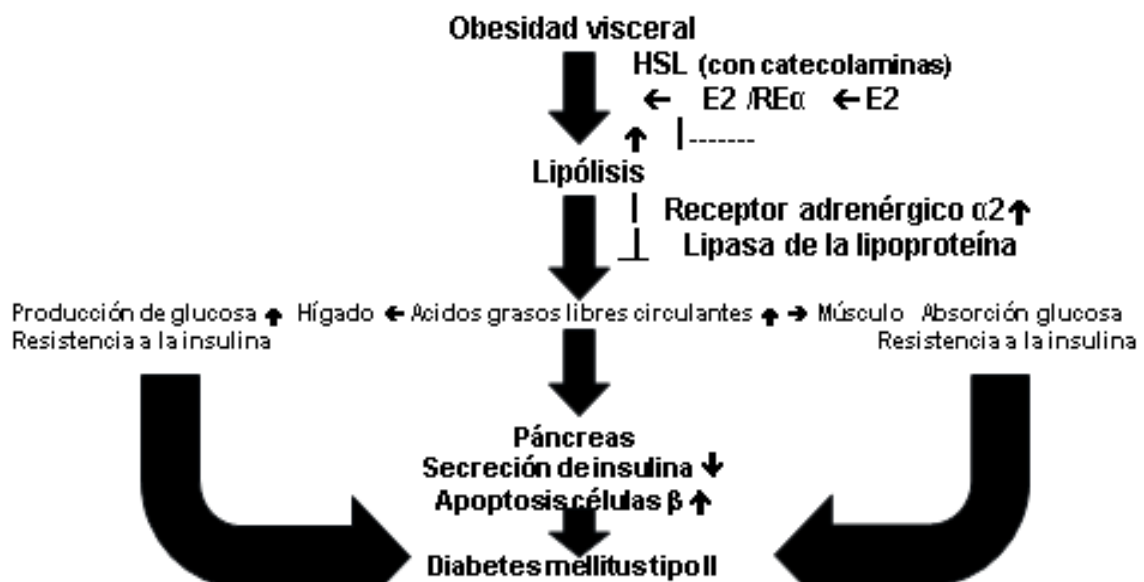 Obesidad visceral
HSL (con catecolaminas)
← E2 /REα ← E2
↑ |-------
Lipólisis
Receptor adrenérgico α2 ↑
Lipasa de la lipoproteína
Producción de glucosa ↑ Hígado ← Acidos grasos libres circulantes ↑ → Músculo Absorción glucosa
Resistencia a la insulina Resistencia a la insulina
Páncreas
Secreción de insulina ↓
Apoptosis células β ↑
Diabetes mellitus tipo II